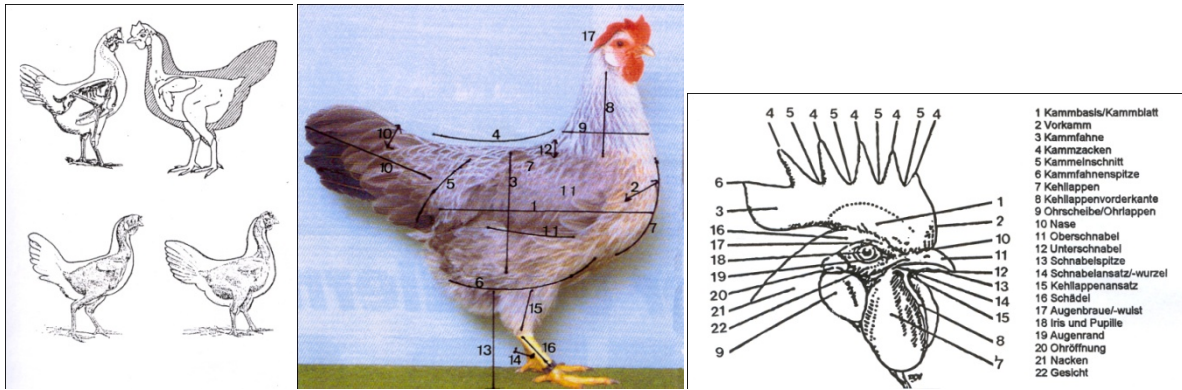 17
8
10
4
9
12
7
10
5
3
11
2
1
11
7
6
15
13
16
14
4 5 4 5 4 5 4 5 4
6
3
16
17
18
19
20
21
22
9
1
2
10
11
12
13
14
15
8
7
1 Kammbasis/Kammblatt
2 Vorkamm
3 Kammfahne
4 Kammzacken
5 Kammeinschnitt
6 Kammfahnenspitze
7 Kehllappen
8 Kehllappenvorderkante
9 Ohrscheibe/Ohrlappen
10 Nase
11 Oberschnabel
12 Unterschnabel
13 Schnabelspitze
14 Schnabelansatz/-wurzel
15 Kehllappenansatz
16 Schädel
17 Augenbraue/-wulst
18 Iris und Pupille
19 Augenrand
20 Ohröffnung
21 Nacken
22 Gesicht